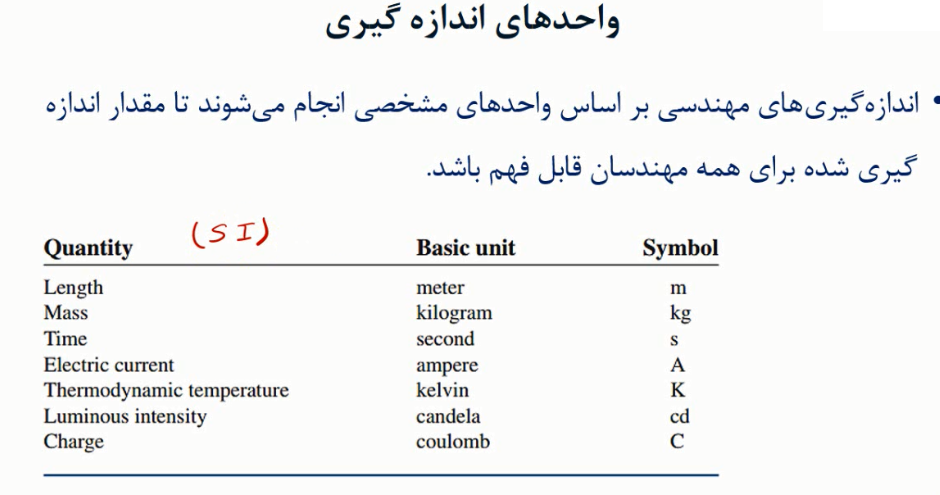 واحدهای اندازه گیری
• اندازه‌گیری‌های مهندسی بر اساس واحدهای مشخصی انجام می‌شوند تا مقدار اندازه
گیری شده برای همه مهندسان قابل فهم باشد.
(SI)
Quantity Basic unit Symbol
Length meter m
Mass kilogram kg
Time second s
Electric current ampere A
Thermodynamic temperature kelvin K
Luminous intensity candela cd
Charge coulomb C